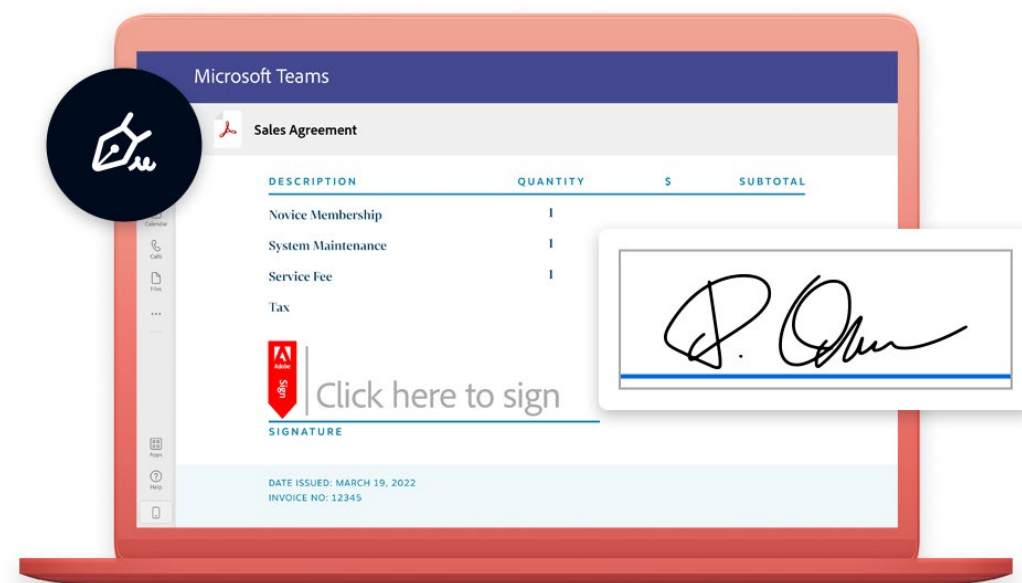 Microsoft Teams
Sales Agreement
DESCRIPTION QUANTITY $ SUBTOTAL
Novice Membership 1
System Maintenance 1
Service Fee 1
Tax
Calendar
Calls
Files
Adobe
Sign
Click here to sign
SIGNATURE
Apps
Help
DATE ISSUED: MARCH 19, 2022
INVOICE NO: 12345